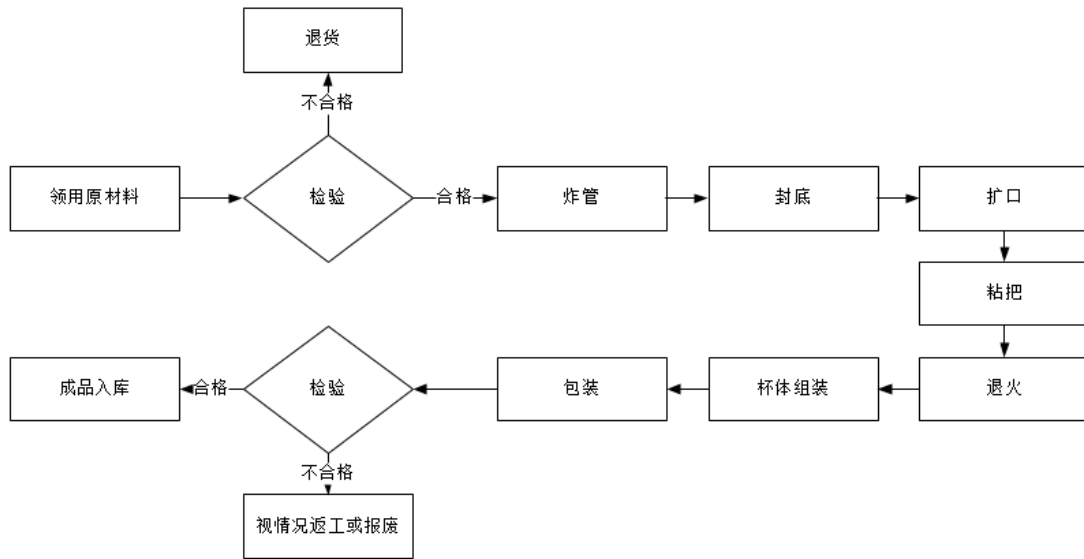 退货
不合格
领用原材料
检验
合格
炸管
封底
扩口
粘把
成品入库
合格
检验
包装
杯体组装
退火
不合格
视情况返工或报废